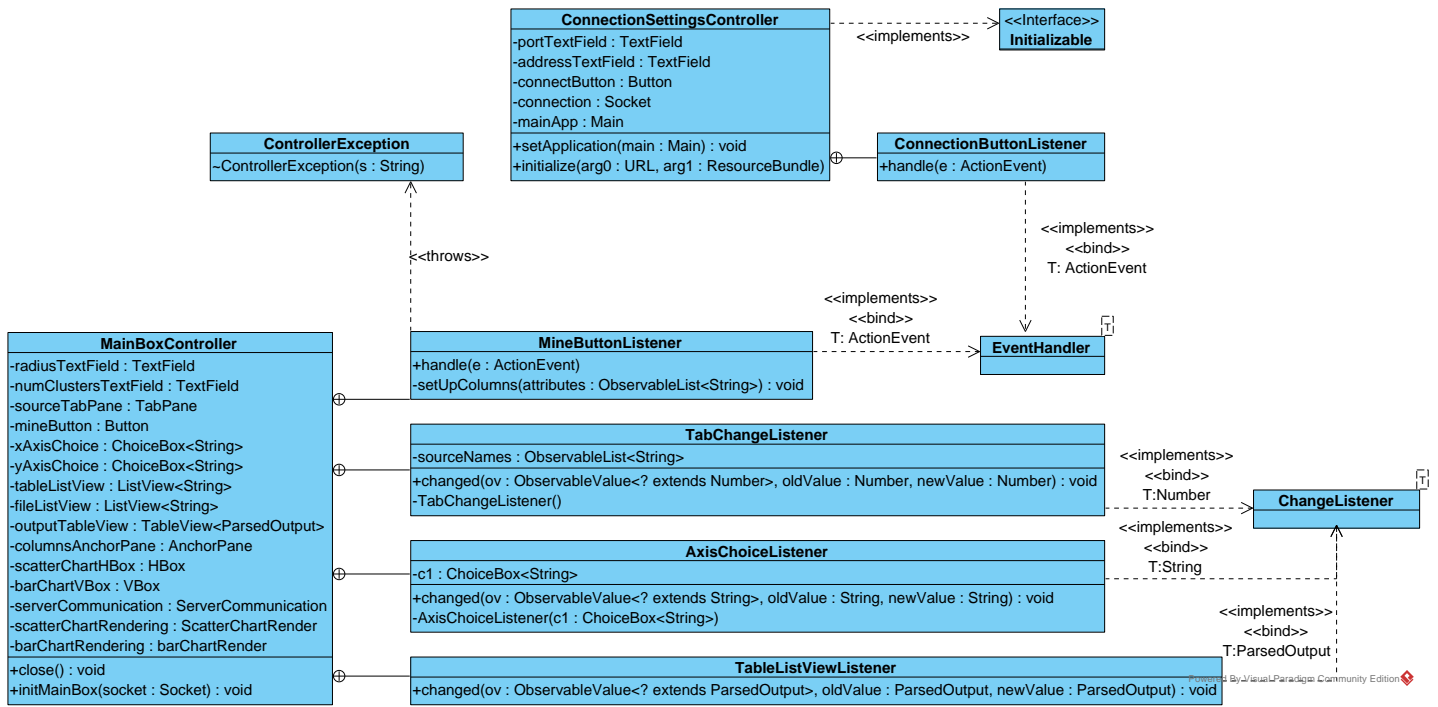 ConnectionSettingsController
-portTextField : TextField
-addressTextField : TextField
-connectButton : Button
-connection : Socket
-mainApp : Main
+setApplication(main : Main) : void
+initialize(arg0 : URL, arg1 : ResourceBundle)
<<implements>>
<<Interface>>
Initializable
ControllerException
~ControllerException(s : String)
ConnectionButtonListener
+handle(e : ActionEvent)
<<implements>>
<<bind>>
T: ActionEvent
<<throws>>
<<implements>>
<<bind>>
T: ActionEvent
MainBoxController
-radiusTextField : TextField
-numClustersTextField : TextField
-sourceTabPane : TabPane
-mineButton : Button
-xAxisChoice : ChoiceBox<String>
-yAxisChoice : ChoiceBox<String>
-tableListView : ListView<String>
-fileListView : ListView<String>
-outputTableView : TableView<ParsedOutput>
-columnsAnchorPane : AnchorPane
-scatterChartHBox : HBox
-barChartVBox : VBox
-serverCommunication : ServerCommunication
-scatterChartRendering : ScatterChartRender
-barChartRendering : barChartRender
+close() : void
+initMainBox(socket : Socket) : void
MineButtonListener
+handle(e : ActionEvent)
-setUpColumns(attributes : ObservableList<String>) : void
T
EventHandler
TabChangeListener
-sourceNames : ObservableList<String>
+changed(ov : ObservableValue<? extends Number>, oldValue : Number, newValue : Number) : void
-TabChangeListener()
<<implements>>
<<bind>>
T:Number
T
ChangeListener
AxisChoiceListener
-c1 : ChoiceBox<String>
+changed(ov : ObservableValue<? extends String>, oldValue : String, newValue : String) : void
-AxisChoiceListener(c1 : ChoiceBox<String>)
<<implements>>
<<bind>>
T:String
<<implements>>
<<bind>>
T:ParsedOutput
TableListViewListener
+changed(ov : ObservableValue<? extends ParsedOutput>, oldValue : ParsedOutput, newValue : ParsedOutput) : void
Powered By Visual Paradigm Community Edition